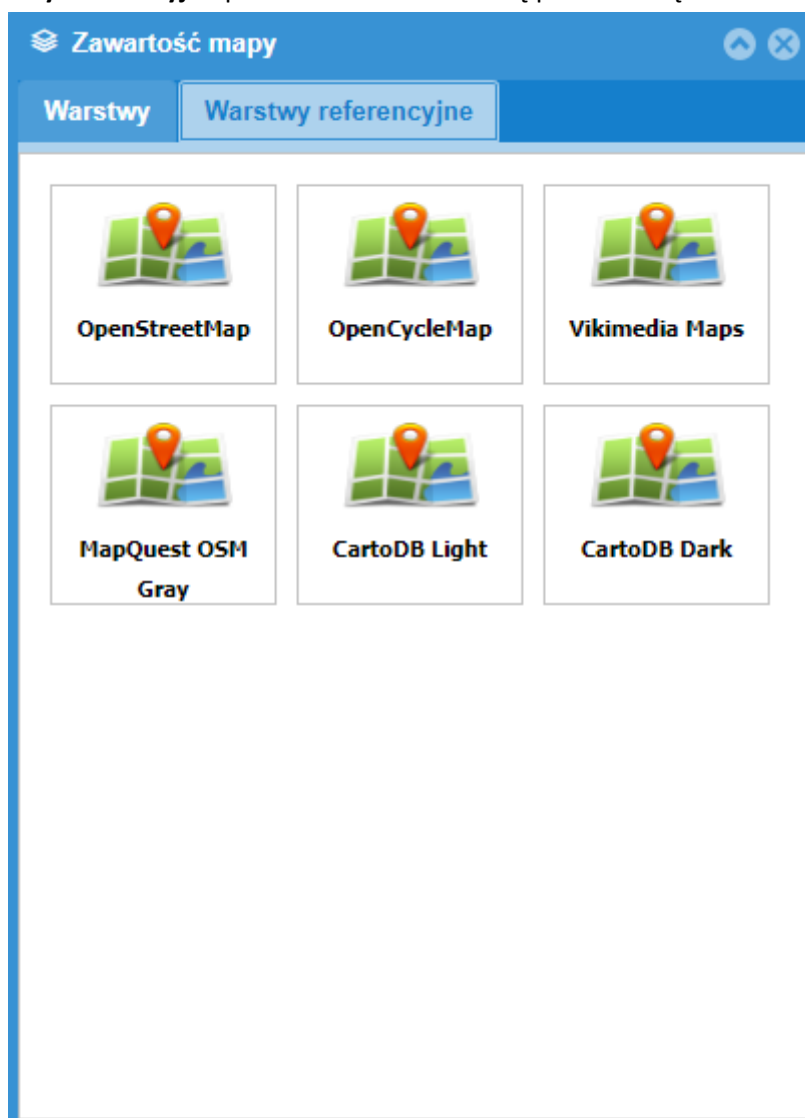 Zawartość mapy
Warstwy Warstwy referencyjne
OpenStreetMap OpenCycleMap Vikimedia Maps
MapQuest OSM
Gray
CartoDB Light CartoDB Dark